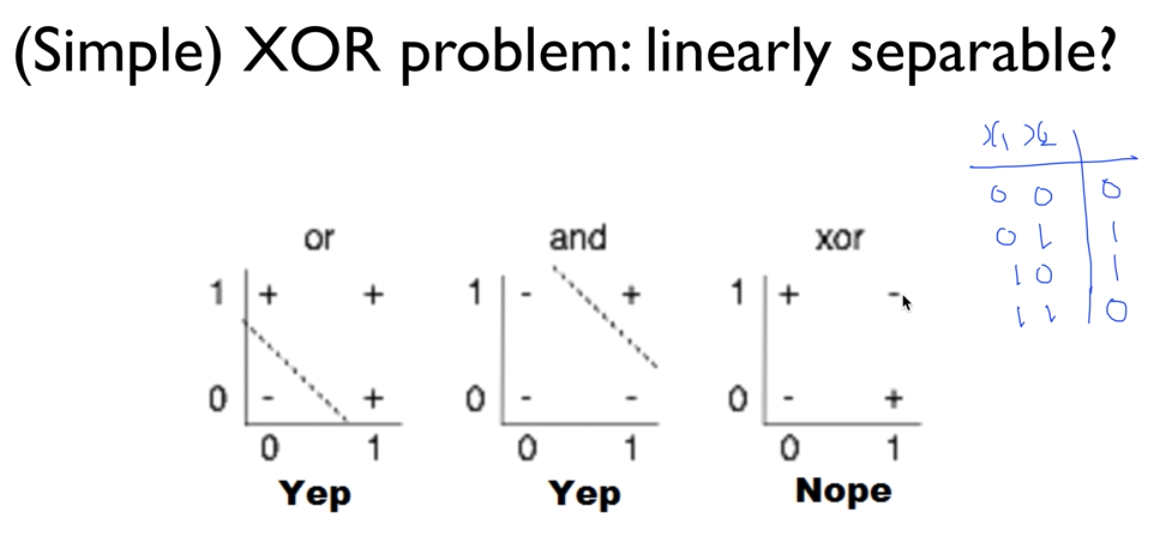 (Simple) XOR problem: linearly separable?
x₁ x₂
0 0 0
0 1 1
1 0 1
1 1 0
or
1 + +
0 - +
0 1
Yep
and
1 - +
0 - -
0 1
Yep
xor
1 + -
0 - +
0 1
Nope